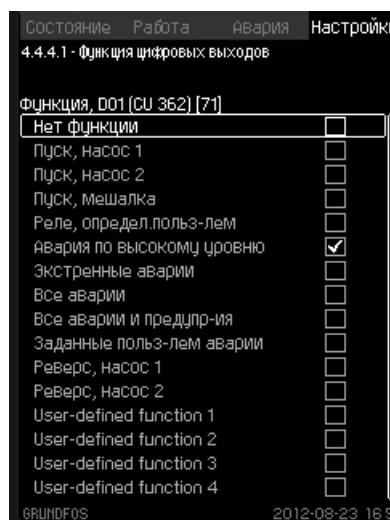 Состояние Работа Авария Настройки
4.4.4.1 - Функция цифровых выходов
Функция, DO1 (CU 362) [71]
Нет функции
Пуск, насос 1
Пуск, насос 2
Пуск, мешалка
Реле, определ.польз-лем
Авария по высокому уровню
Экстренные аварии
Все аварии
Все аварии и предупр-ия
Заданные польз-лем аварии
Реверс, насос 1
Реверс, насос 2
User-defined function 1
User-defined function 2
User-defined function 3
User-defined function 4
GRUNDFOS 2012-08-23